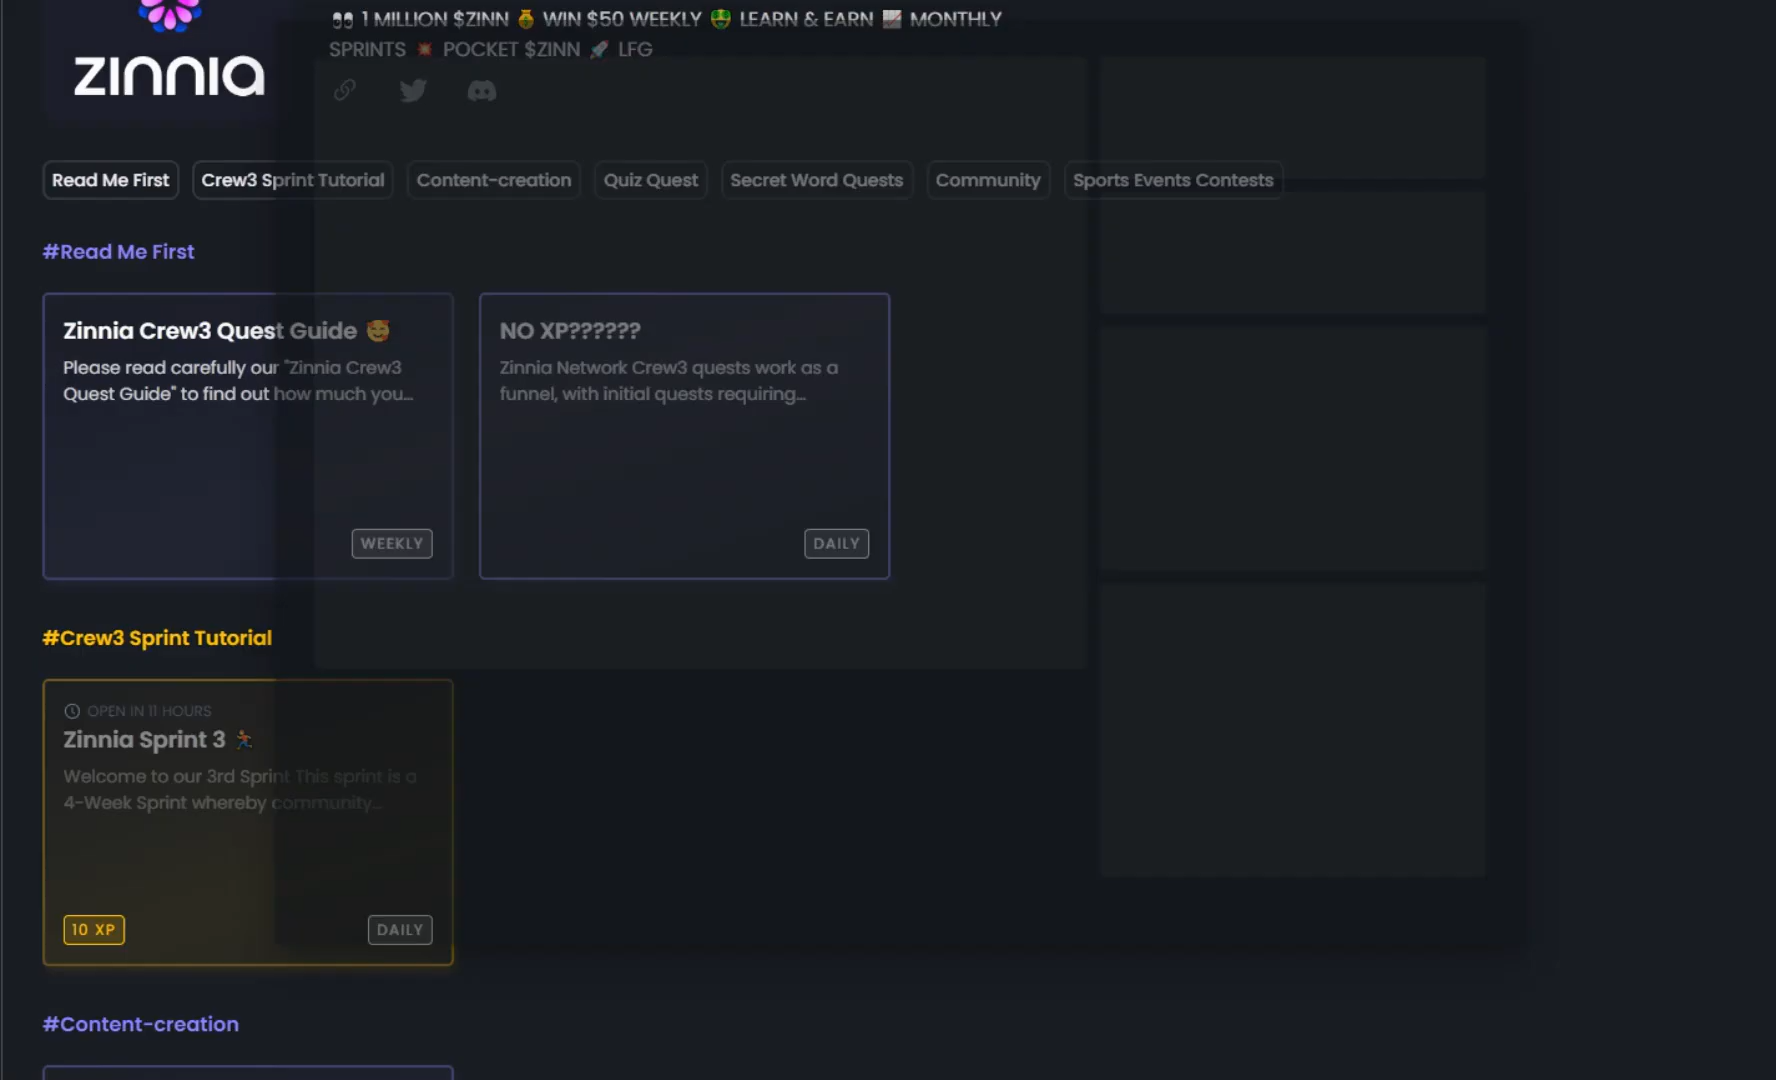 👀 1 MILLION $ZINN 💰 WIN $50 WEEKLY 🤑 LEARN & EARN 📈 MONTHLY
SPRINTS 💥 POCKET $ZINN 🚀 LFG
zinnia
Read Me First
Crew3 Sprint Tutorial
Content-creation
Quiz Quest
Secret Word Quests
Community
Sports Events Contests
#Read Me First
Zinnia Crew3 Quest Guide 🥰
Please read carefully our "Zinnia Crew3
Quest Guide" to find out how much you...
WEEKLY
NO XP??????
Zinnia Network Crew3 quests work as a
funnel, with initial quests requiring...
DAILY
#Crew3 Sprint Tutorial
OPEN IN 11 HOURS
Zinnia Sprint 3 🏃
Welcome to our 3rd Sprint This sprint is a
4-Week Sprint whereby community...
10 XP
DAILY
#Content-creation